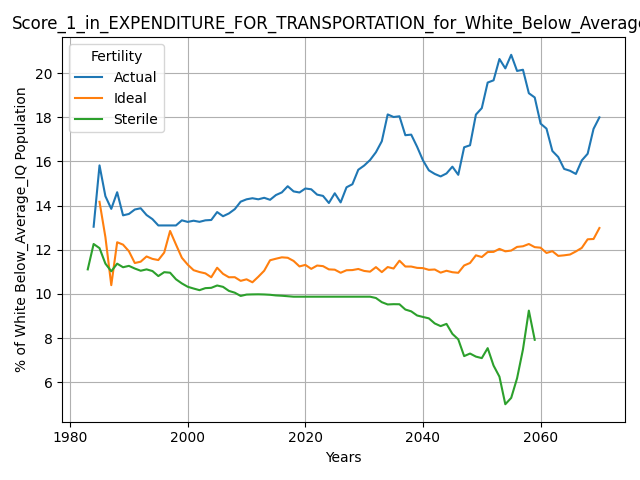 Score_1_in_EXPENDITURE_FOR_TRANSPORTATION_for_White_Below_Average
Fertility
Actual
Ideal
Sterile
% of White Below_Average_IQ Population
20
18
16
14
12
10
8
6
1980
2000
2020
2040
2060
Years